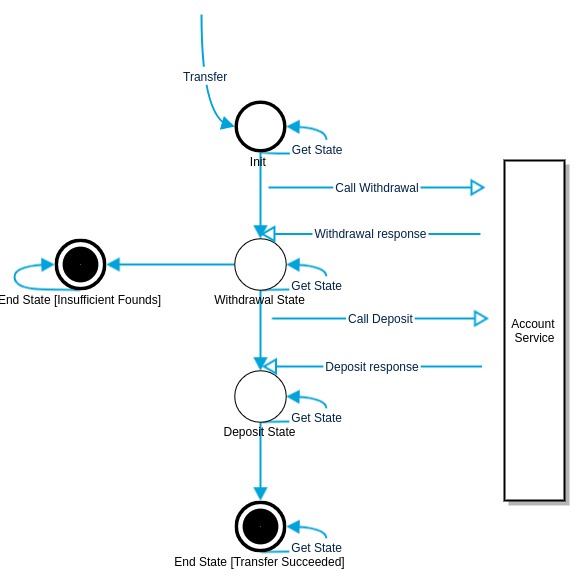 Transfer
Get State
Init
Call Withdrawal
Withdrawal response
Get State
End State [Insufficient Founds]
Withdrawal State
Call Deposit
Account
Service
Deposit response
Get State
Deposit State
Get State
End State [Transfer Succeeded]